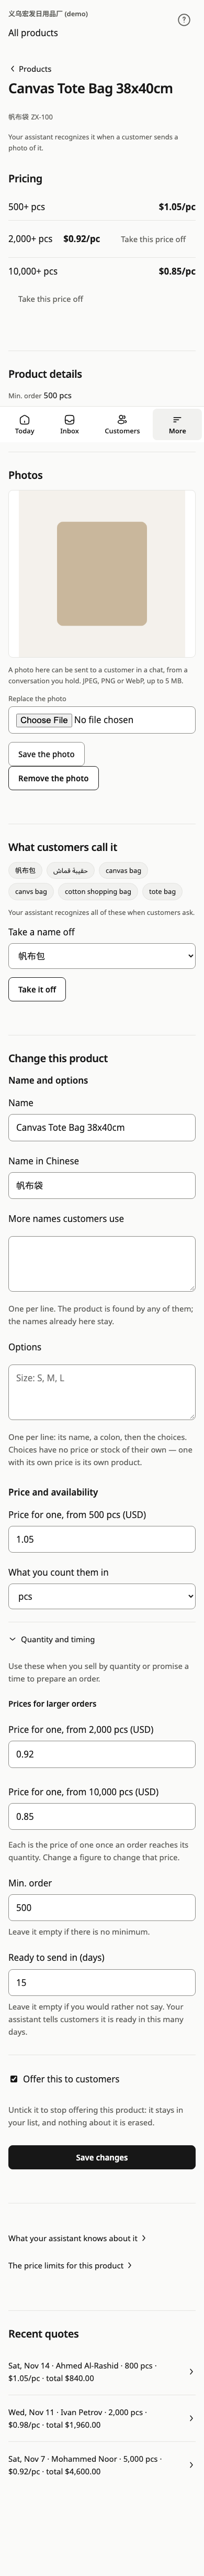 义乌宏发日用品厂 (demo)
All products
Products
Canvas Tote Bag 38x40cm
帆布袋 ZX-100
Your assistant recognizes it when a customer sends a
photo of it.
Pricing
500+ pcs $1.05/pc
2,000+ pcs $0.92/pc Take this price off
10,000+ pcs $0.85/pc
Take this price off
Product details
Min. order 500 pcs
Today Inbox Customers More
Photos
A photo here can be sent to a customer in a chat, from a
conversation you hold. JPEG, PNG or WebP, up to 5 MB.
Replace the photo
Choose File No file chosen
Save the photo
Remove the photo
What customers call it
帆布包 حقيبة قماش canvas bag
canvs bag cotton shopping bag tote bag
Your assistant recognizes all of these when customers ask.
Take a name off
帆布包
Take it off
Change this product
Name and options
Name
Canvas Tote Bag 38x40cm
Name in Chinese
帆布袋
More names customers use
One per line. The product is found by any of them;
the names already here stay.
Options
Size: S, M, L
One per line: its name, a colon, then the choices.
Choices have no price or stock of their own — one
with its own price is its own product.
Price and availability
Price for one, from 500 pcs (USD)
1.05
What you count them in
pcs
Quantity and timing
Use these when you sell by quantity or promise a
time to prepare an order.
Prices for larger orders
Price for one, from 2,000 pcs (USD)
0.92
Price for one, from 10,000 pcs (USD)
0.85
Each is the price of one once an order reaches its
quantity. Change a figure to change that price.
Min. order
500
Leave it empty if there is no minimum.
Ready to send in (days)
15
Leave it empty if you would rather not say. Your
assistant tells customers it is ready in this many
days.
Offer this to customers
Untick it to stop offering this product: it stays in
your list, and nothing about it is erased.
Save changes
What your assistant knows about it
The price limits for this product
Recent quotes
Sat, Nov 14 · Ahmed Al-Rashid · 800 pcs ·
$1.05/pc · total $840.00
Wed, Nov 11 · Ivan Petrov · 2,000 pcs ·
$0.98/pc · total $1,960.00
Sat, Nov 7 · Mohammed Noor · 5,000 pcs ·
$0.92/pc · total $4,600.00